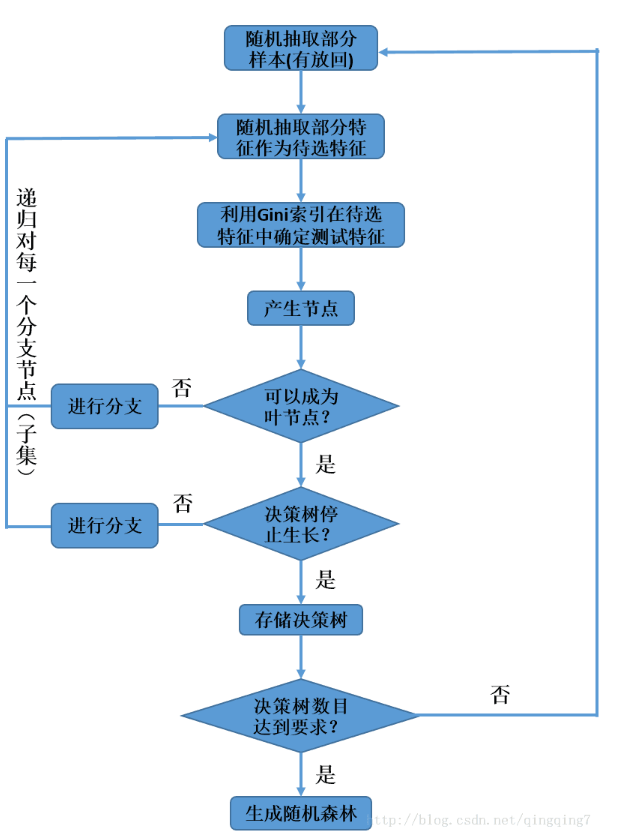 随机抽取部分
样本(有放回)
随机抽取部分特
征作为待选特征
利用Gini索引在待选
特征中确定测试特征
产生节点
可以成为
叶节点？
否
进行分支
是
决策树停
止生长？
否
进行分支
是
递归对每一个分支节点（子集）
存储决策树
决策树数目
达到要求？
否
是
生成随机森林
http://blog.csdn.net/qingqing7